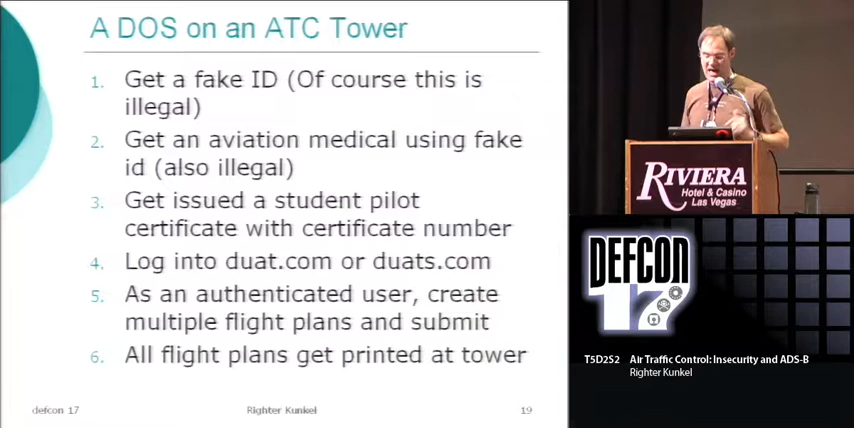 A DOS on an ATC Tower
1. Get a fake ID (Of course this is
illegal)
2. Get an aviation medical using fake
id (also illegal)
3. Get issued a student pilot
certificate with certificate number
4. Log into duat.com or duats.com
5. As an authenticated user, create
multiple flight plans and submit
6. All flight plans get printed at tower
defcon 17
Righter Kunkel
19
RIVIERA
Hotel & Casino
Las Vegas
DEFCON
17
T5D2S2 Air Traffic Control: Insecurity and ADS-B
Righter Kunkel